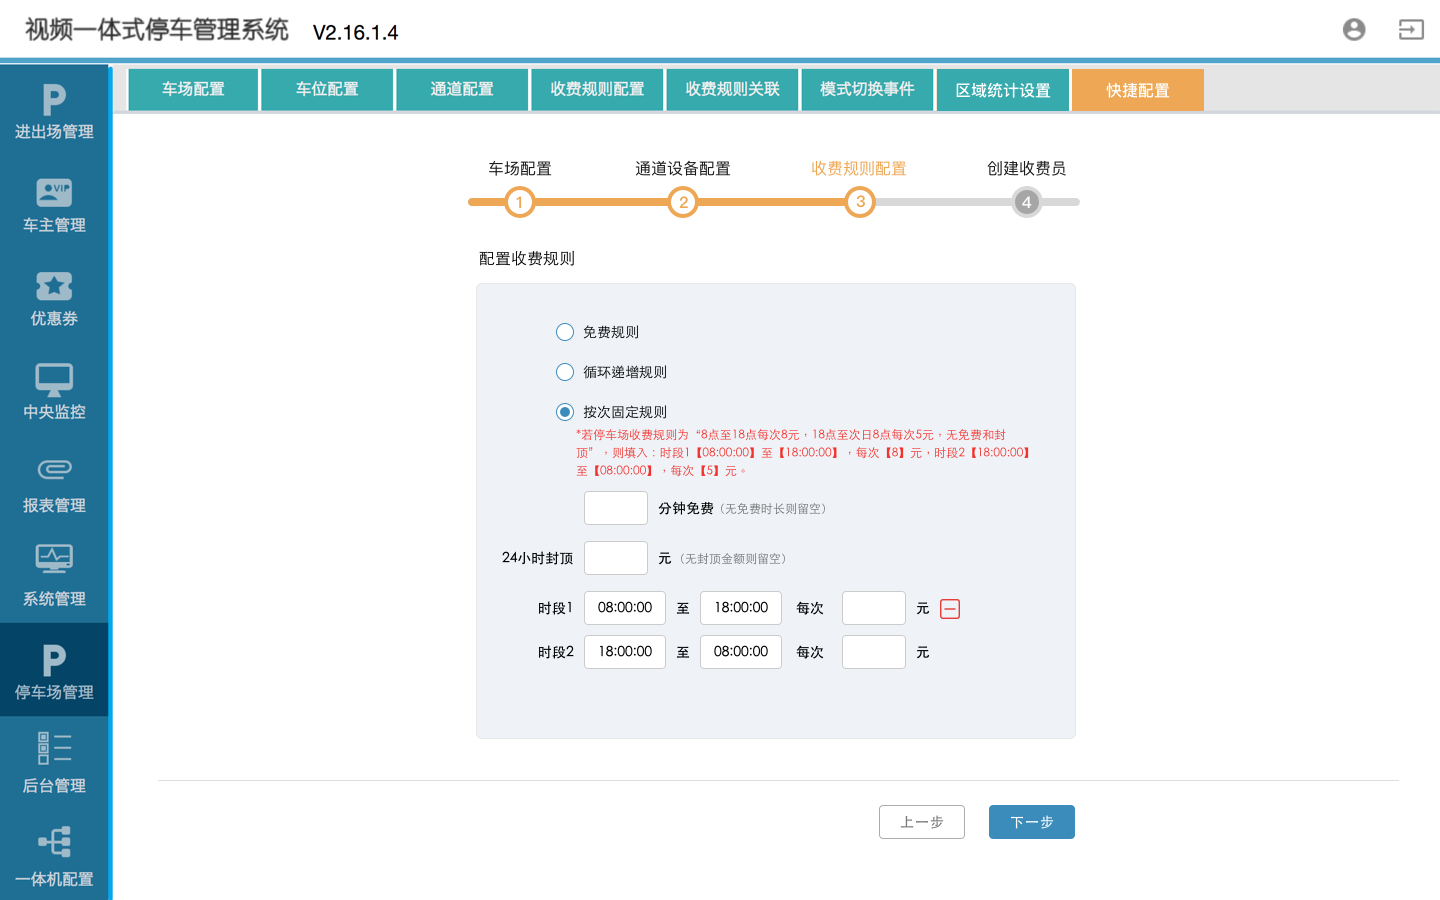 视频一体式停车管理系统 V2.16.1.4
车场配置 车位配置 通道配置 收费规则配置 收费规则关联 模式切换事件 区域统计设置 快捷配置
P
进出场管理
VIP
车主管理
优惠券
中央监控
报表管理
系统管理
P
停车场管理
后台管理
一体机配置
车场配置 通道设备配置 收费规则配置 创建收费员
1 2 3 4
配置收费规则
免费规则
循环递增规则
按次固定规则
*若停车场收费规则为“8点至18点每次8元，18点至次日8点每次5元，无免费和封
顶”，则填入：时段1【08:00:00】至【18:00:00】，每次【8】元，时段2【18:00:00】
至【08:00:00】，每次【5】元。
分钟免费（无免费时长则留空）
24小时封顶 元（无封顶金额则留空）
时段1 08:00:00 至 18:00:00 每次 元
时段2 18:00:00 至 08:00:00 每次 元
上一步 下一步